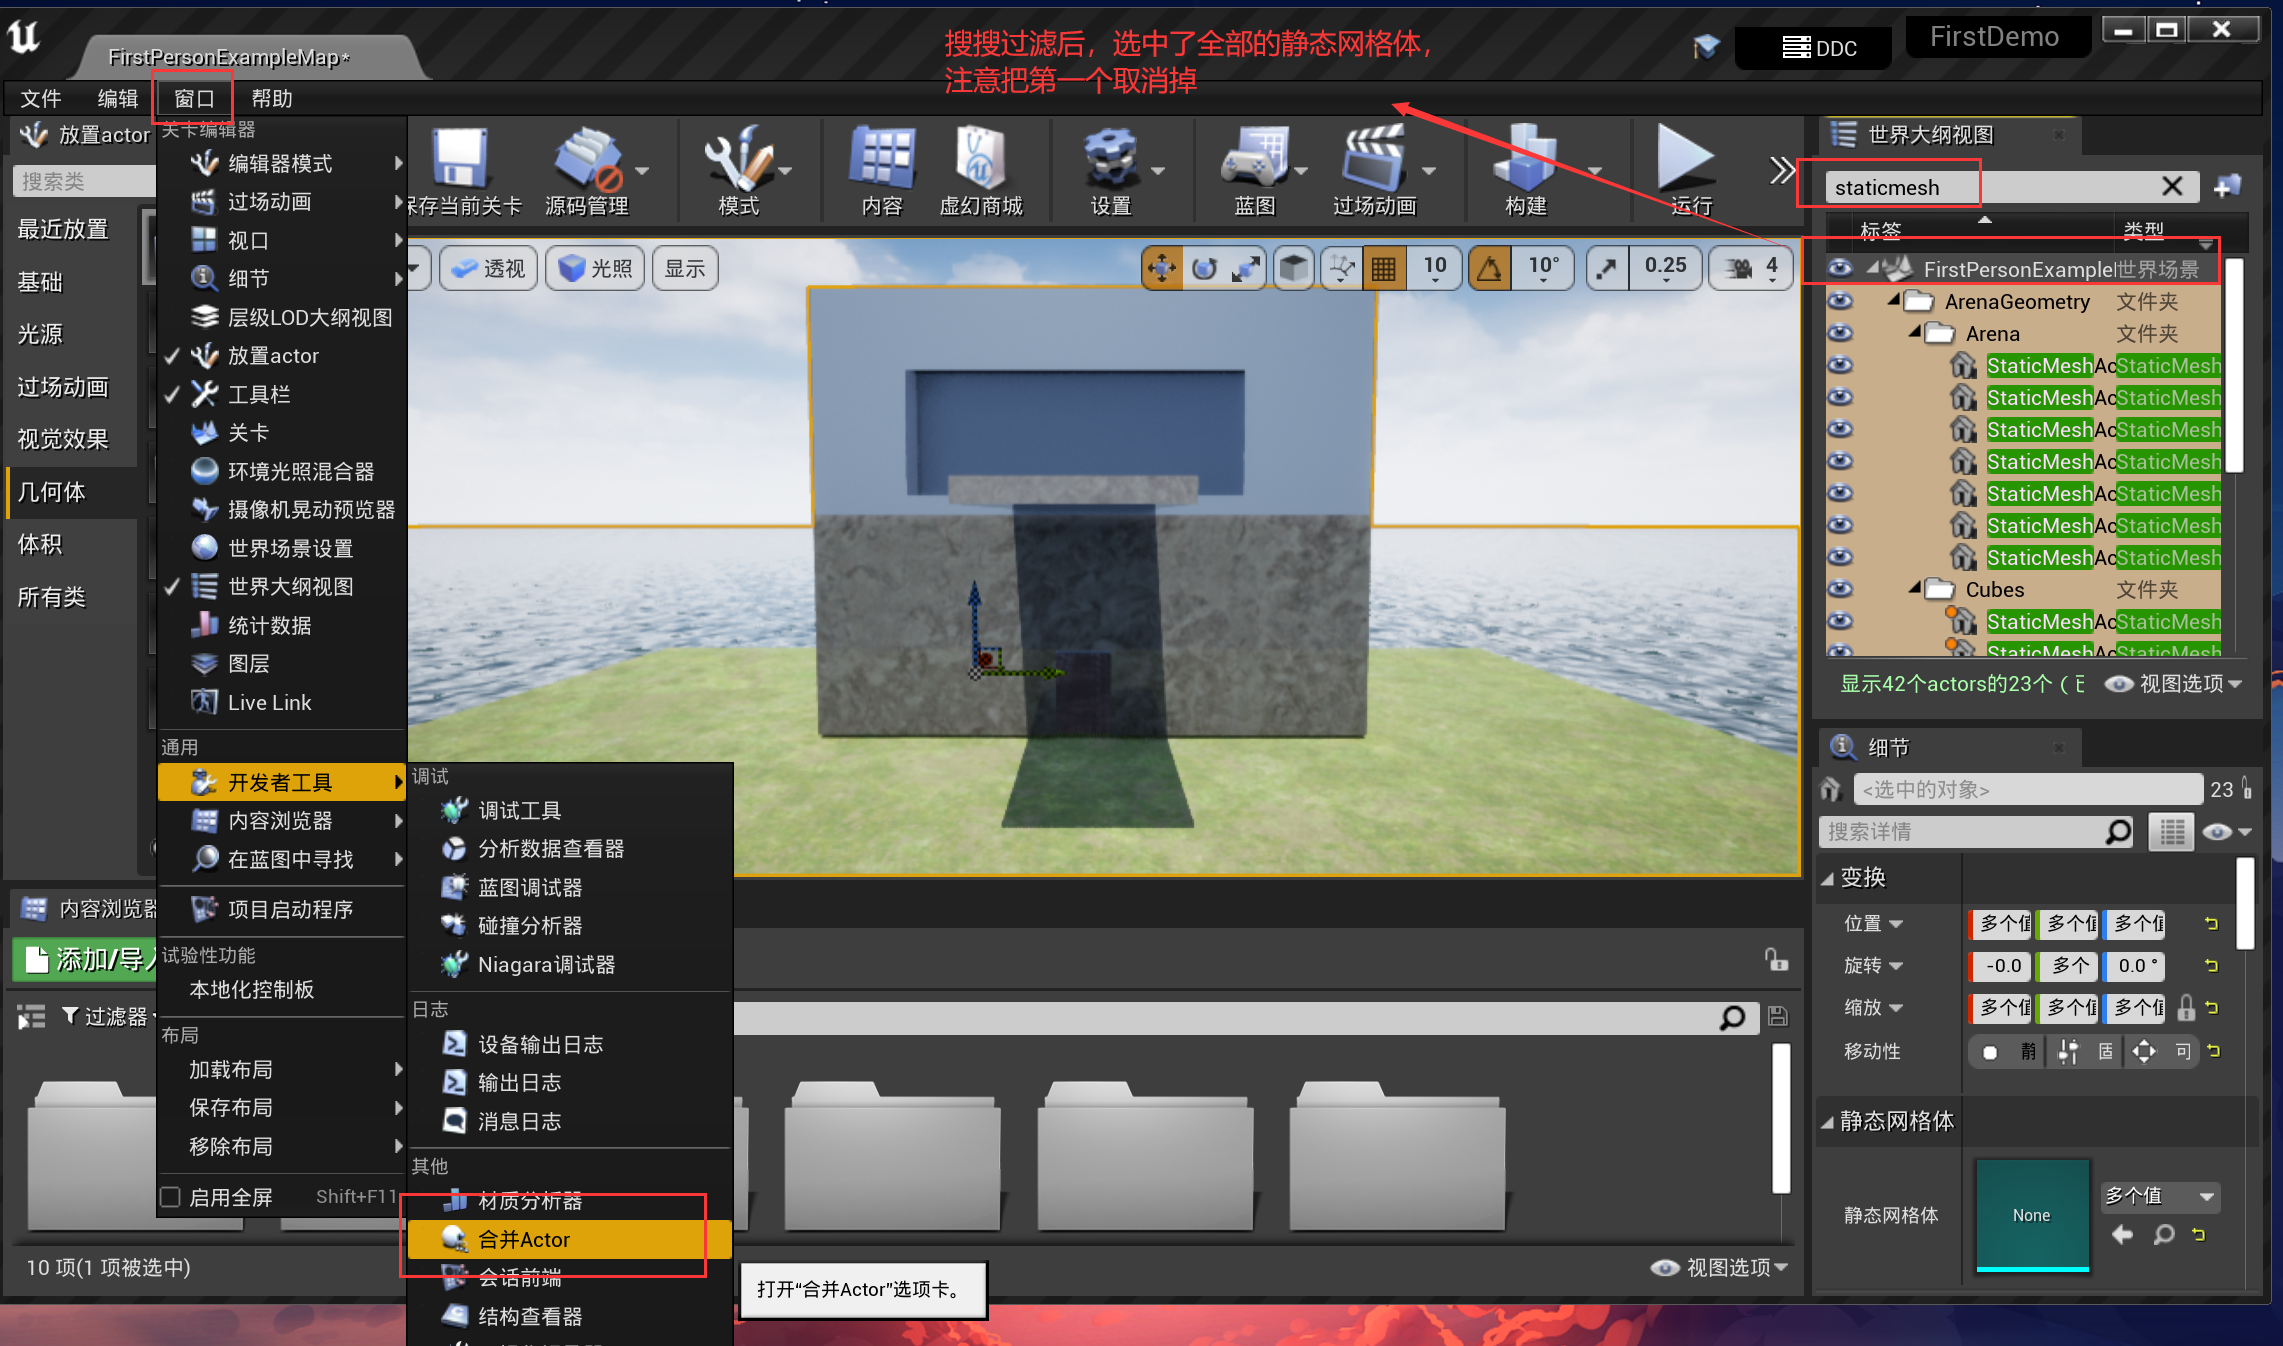 FirstPersonExampleMap*
搜搜过滤后，选中了全部的静态网格体，
注意把第一个取消掉
DDC
FirstDemo
文件 编辑 窗口 帮助
放置actor
搜索类
最近放置
基础
光源
过场动画
视觉效果
几何体
体积
所有类
关卡编辑器
编辑器模式
过场动画
视口
细节
层级LOD大纲视图
放置actor
工具栏
关卡
环境光照混合器
摄像机晃动预览器
世界场景设置
世界大纲视图
统计数据
图层
Live Link
通用
开发者工具
内容浏览器
在蓝图中寻找
项目启动程序
试验性功能
本地化控制板
布局
加载布局
保存布局
移除布局
启用全屏 Shift+F11
保存当前关卡 源码管理 模式 内容 虚幻商城 设置 蓝图 过场动画 构建 运行
透视 光照 显示
10 10° 0.25 4
调试
调试工具
分析数据查看器
蓝图调试器
碰撞分析器
Niagara调试器
日志
设备输出日志
输出日志
消息日志
其他
材质分析器
合并Actor
会话前端
结构查看器
打开“合并Actor”选项卡。
内容浏览器
添加/导入
过滤器
10 项(1 项被选中)
视图选项
世界大纲视图
staticmesh
标签 类型
FirstPersonExample 世界场景
ArenaGeometry 文件夹
Arena 文件夹
StaticMeshAc StaticMesh
StaticMeshAc StaticMesh
StaticMeshAc StaticMesh
StaticMeshAc StaticMesh
StaticMeshAc StaticMesh
StaticMeshAc StaticMesh
StaticMeshAc StaticMesh
Cubes 文件夹
StaticMeshAc StaticMesh
StaticMeshAc StaticMesh
显示42个actors的23个（已 视图选项
细节
<选中的对象> 23
搜索详情
变换
位置 多个值 多个值 多个值
旋转 -0.0 多个 0.0 °
缩放 多个值 多个值 多个值
移动性 静 固 可
静态网格体
静态网格体 None 多个值